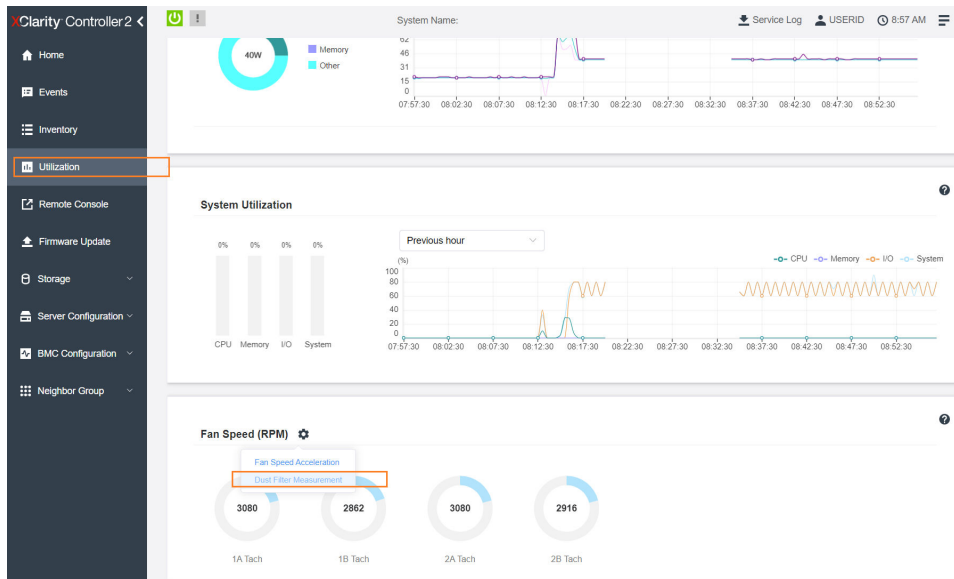 XClarity Controller 2
System Name:
Service Log
USERID
8:57 AM
Home
Events
Inventory
Utilization
Remote Console
Firmware Update
Storage
Server Configuration
BMC Configuration
Neighbor Group
40W
Memory
Other
62
46
31
15
0
07:57:30 08:02:30 08:07:30 08:12:30 08:17:30 08:22:30 08:27:30 08:32:30 08:37:30 08:42:30 08:47:30 08:52:30
System Utilization
0% 0% 0% 0%
CPU Memory I/O System
Previous hour
CPU Memory I/O System
(%)
100
80
60
40
20
0
07:57:30 08:02:30 08:07:30 08:12:30 08:17:30 08:22:30 08:27:30 08:32:30 08:37:30 08:42:30 08:47:30 08:52:30
Fan Speed (RPM)
Fan Speed Acceleration
Dust Filter Measurement
3080 2862 3080 2916
1A Tach 1B Tach 2A Tach 2B Tach